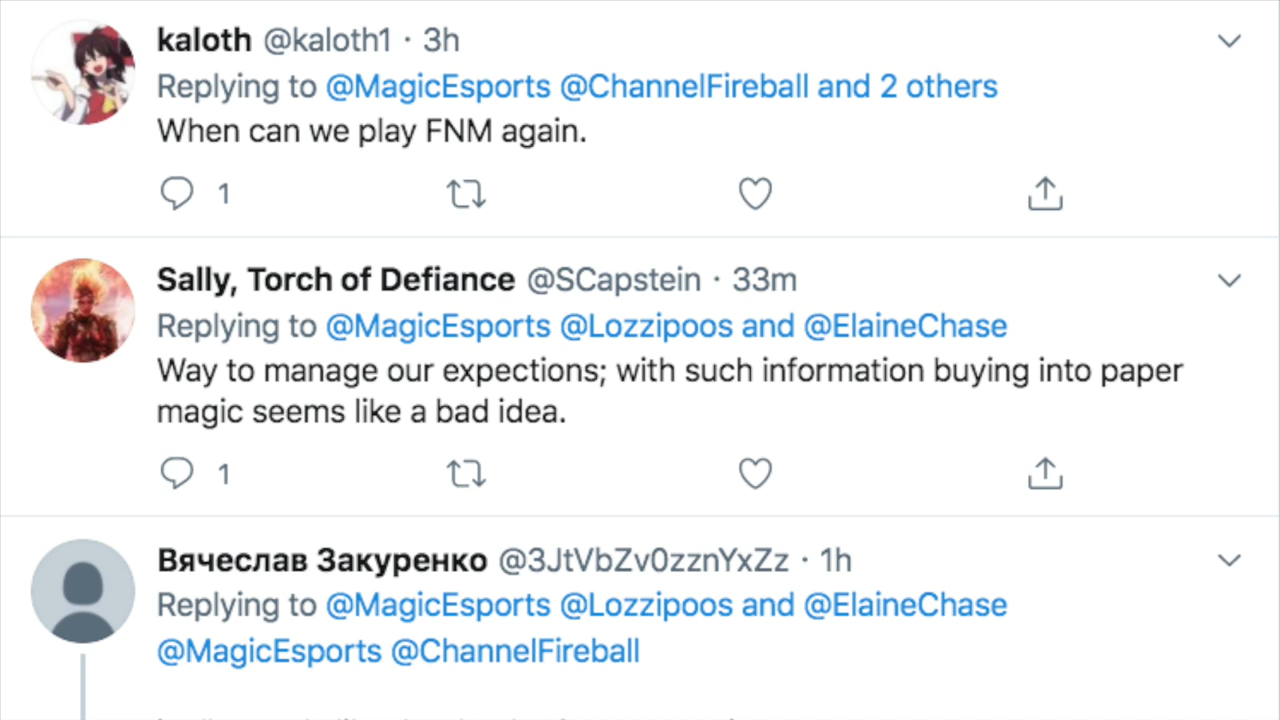 kaloth @kaloth1 · 3h
Replying to @MagicEsports @ChannelFireball and 2 others
When can we play FNM again.
1
Sally, Torch of Defiance @SCapstein · 33m
Replying to @MagicEsports @Lozzipoos and @ElaineChase
Way to manage our expections; with such information buying into paper
magic seems like a bad idea.
1
Вячеслав Закуренко @3JtVbZv0zznYxZz · 1h
Replying to @MagicEsports @Lozzipoos and @ElaineChase
@MagicEsports @ChannelFireball